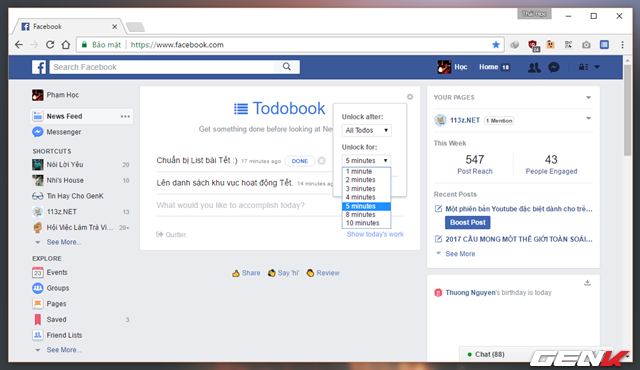 Thái Học
Facebook
Bảo mật
https://www.facebook.com
24
Search Facebook
Học
Home 18
Phạm Học
News Feed
Messenger
SHORTCUTS
Nói Lời Yêu 20
Nhi's House 11
Tin Hay Cho GenK
113z.NET 13
Hội Việc Làm Trà Vi... 20+
See More...
EXPLORE
Events
Groups
Pages
Saved 3
Friend Lists
See More...
Todobook
Get something done before looking at New
Chuẩn bị List bài Tết :) 17 minutes ago DONE
Lên danh sách khu vực hoạt động Tết. 14 minutes ago
What would you like to accomplish today?
Quitter
Show today's work
Unlock after:
All Todos
Unlock for:
5 minutes
1 minute
2 minutes
3 minutes
4 minutes
5 minutes
8 minutes
10 minutes
Share
Say 'hi'
Review
YOUR PAGES
113z.NET 1 Mention
This Week
547 43
Post Reach People Engaged
Recent Posts
Một phiên bản Youtube đặc biệt dành cho trẻ...
Boost Post
2017 CẦU MONG MỘT THẾ GIỚI TOÀN SOÁI...
See More
Thuong Nguyen's birthday is today
Chat (88)
GENK